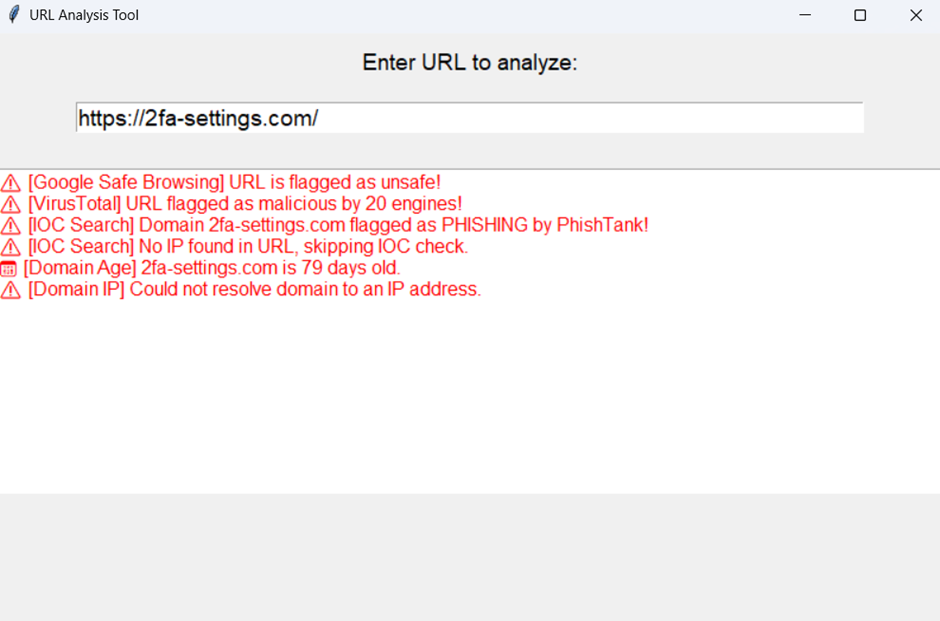 URL Analysis Tool
Enter URL to analyze:
https://2fa-settings.com/
⚠ [Google Safe Browsing] URL is flagged as unsafe!
⚠ [VirusTotal] URL flagged as malicious by 20 engines!
⚠ [IOC Search] Domain 2fa-settings.com flagged as PHISHING by PhishTank!
⚠ [IOC Search] No IP found in URL, skipping IOC check.
[Domain Age] 2fa-settings.com is 79 days old.
⚠ [Domain IP] Could not resolve domain to an IP address.